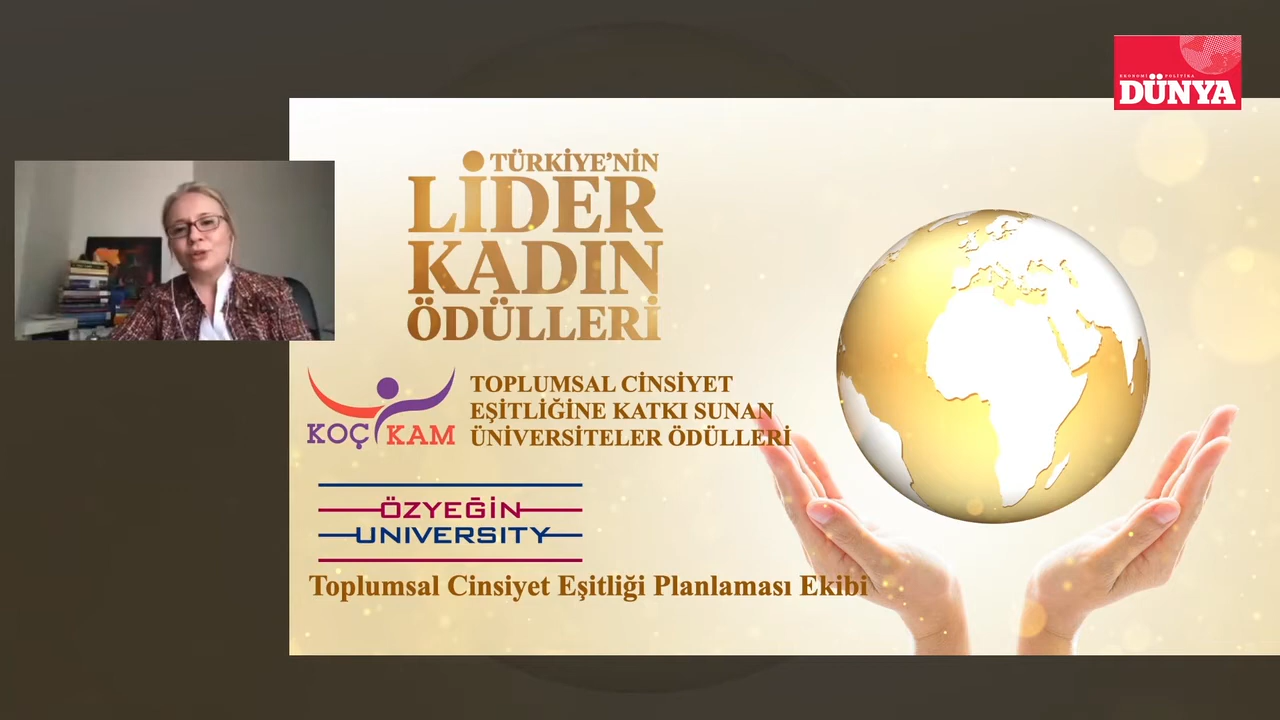 EKONOMİ POLİTİKA
DÜNYA
TÜRKİYE'NİN
LİDER
KADIN
ÖDÜLLERİ
KOÇ KAM
TOPLUMSAL CİNSİYET
EŞİTLİĞİNE KATKI SUNAN
ÜNİVERSİTELER ÖDÜLLERİ
ÖZYEĞİN
UNIVERSITY
Toplumsal Cinsiyet Eşitliği Planlaması Ekibi